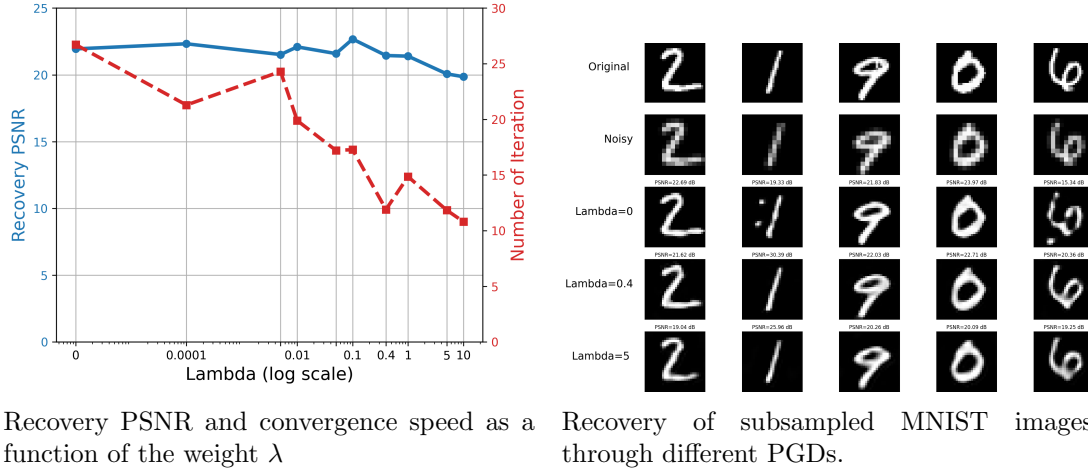 25
20
15
10
5
0
Recovery PSNR
30
25
20
15
10
5
0
Number of Iteration
0 0.0001 0.01 0.1 0.4 1 5 10
Lambda (log scale)
Original
Noisy
PSNR=22.69 dB PSNR=19.33 dB PSNR=21.83 dB PSNR=23.97 dB PSNR=15.34 dB
Lambda=0
PSNR=21.62 dB PSNR=30.39 dB PSNR=22.03 dB PSNR=22.71 dB PSNR=20.36 dB
Lambda=0.4
PSNR=19.04 dB PSNR=25.96 dB PSNR=20.26 dB PSNR=20.09 dB PSNR=19.25 dB
Lambda=5
Recovery PSNR and convergence speed as a
function of the weight λ
Recovery of subsampled MNIST images
through different PGDs.